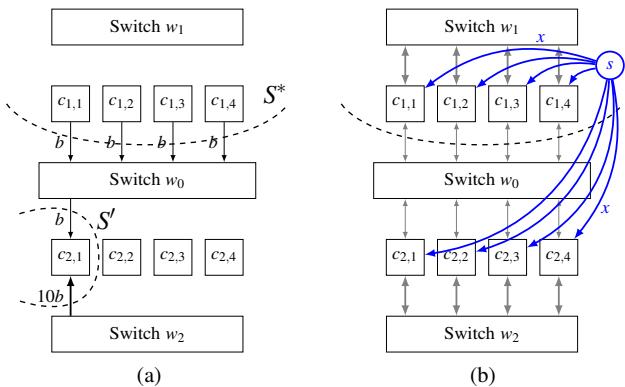 Switch w₁
c₁,₁ c₁,₂ c₁,₃ c₁,₄ S*
b b b b
Switch w₀
b S′
c₂,₁ c₂,₂ c₂,₃ c₂,₄
10b
Switch w₂
(a)
Switch w₁
x
s
c₁,₁ c₁,₂ c₁,₃ c₁,₄
Switch w₀
x
c₂,₁ c₂,₂ c₂,₃ c₂,₄
Switch w₂
(b)